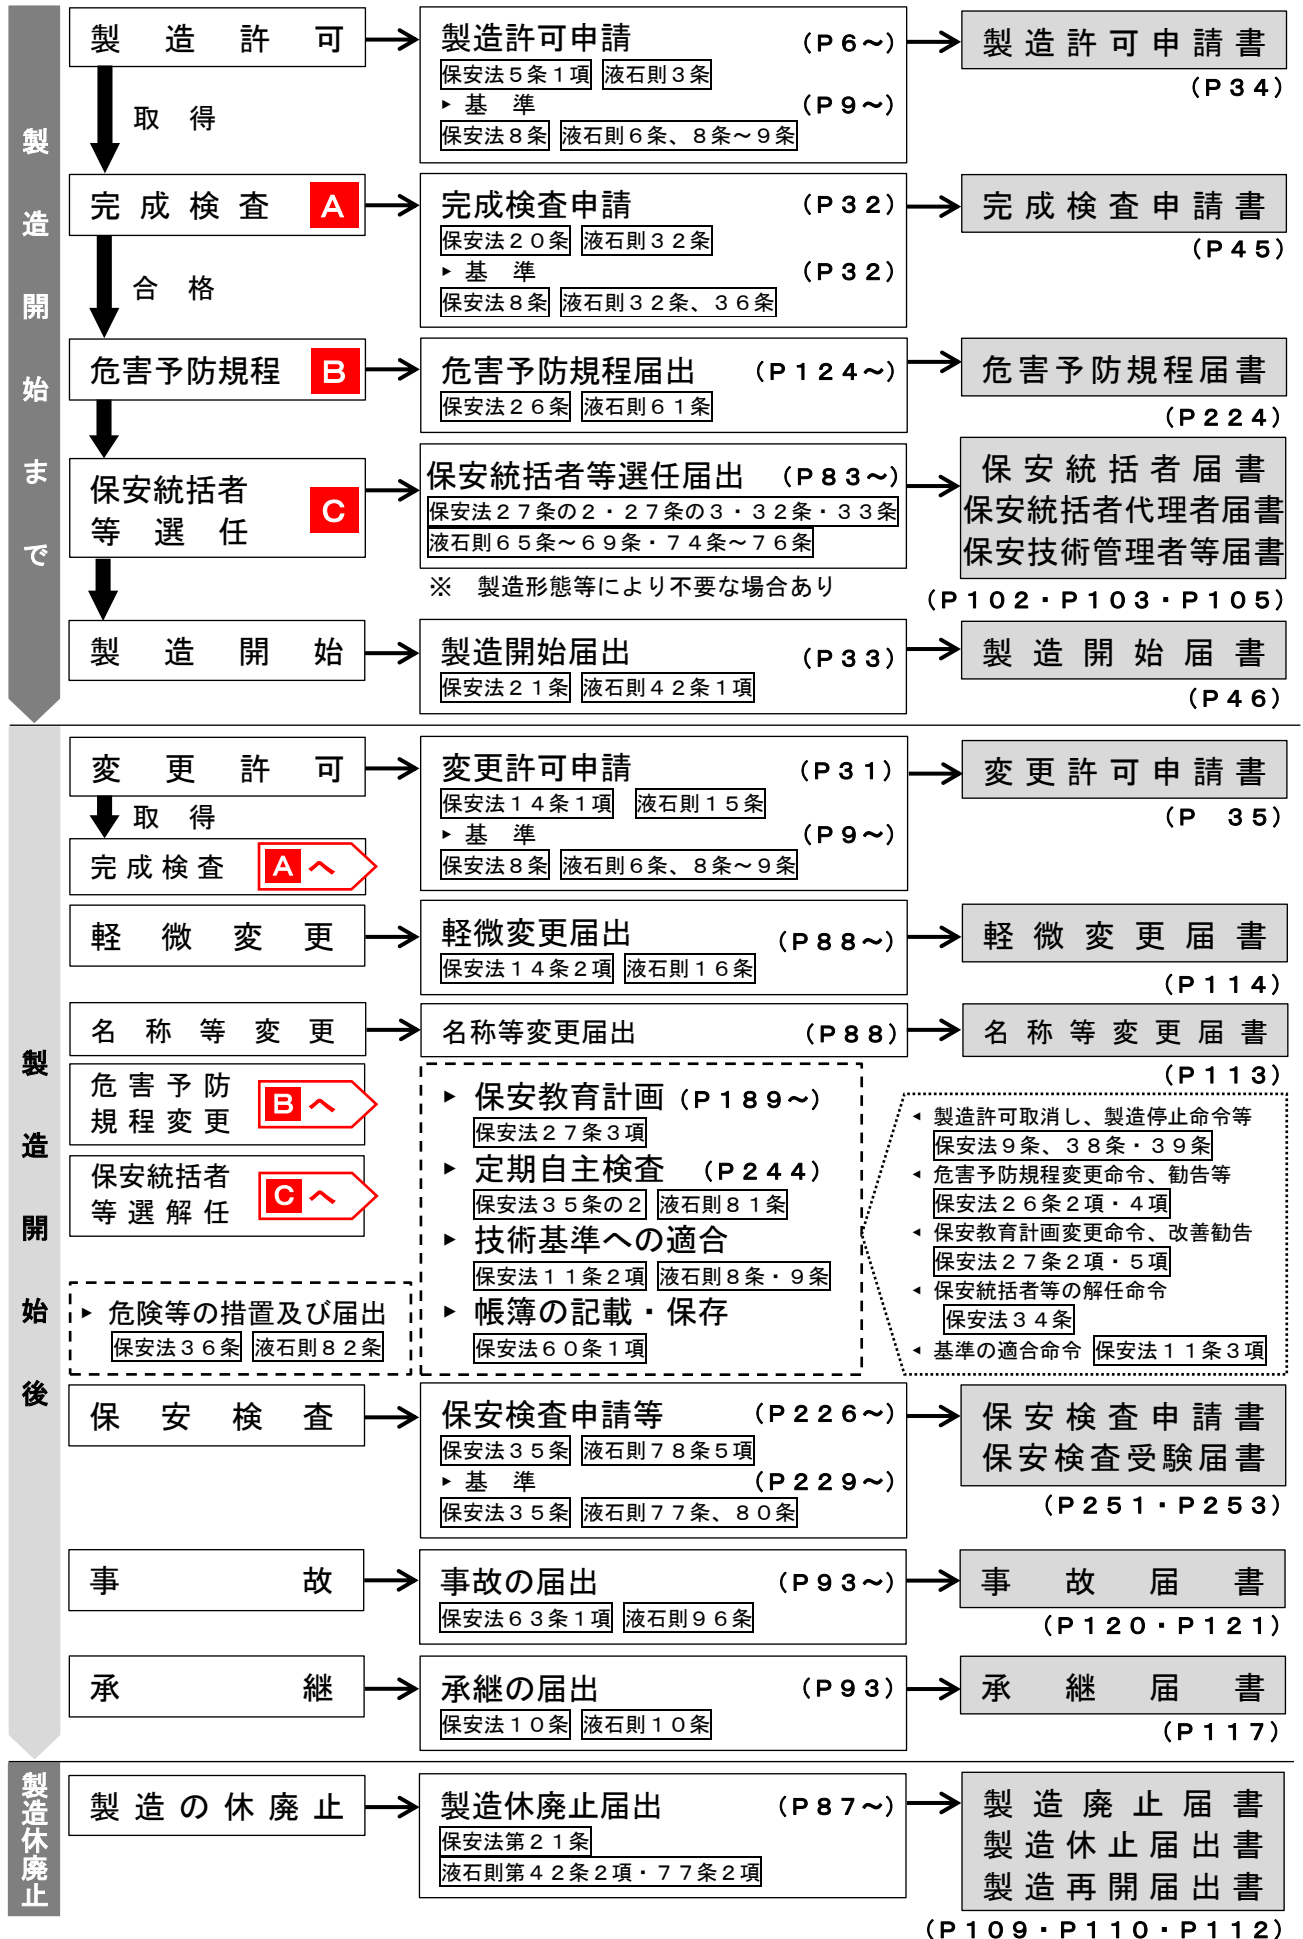 製造開始まで
製造許可
製造許可申請 （P６～）
保安法５条１項 液石則３条
▸ 基 準 （P９～）
保安法８条 液石則６条、８条～９条
製造許可申請書
（P３４）
取 得
完成検査 A
完成検査申請 （P３２）
保安法２０条 液石則３２条
▸ 基 準 （P３２）
保安法８条 液石則３２条、３６条
完成検査申請書
（P４５）
合 格
危害予防規程 B
危害予防規程届出 （P１２４～）
保安法２６条 液石則６１条
危害予防規程届書
（P２２４）
保安統括者
等選任 C
保安統括者等選任届出 （P８３～）
保安法２７条の２・２７条の３・３２条・３３条
液石則６５条～６９条・７４条～７６条
※ 製造形態等により不要な場合あり
保安統括者届書
保安統括者代理者届書
保安技術管理者等届書
（P１０２・P１０３・P１０５）
製造開始
製造開始届出 （P３３）
保安法２１条 液石則４２条１項
製造開始届書
（P４６）
製造開始後
変更許可
変更許可申請 （P３１）
保安法１４条１項 液石則１５条
▸ 基 準 （P９～）
保安法８条 液石則６条、８条～９条
変更許可申請書
（P ３５）
取 得
完成検査 A へ
軽微変更
軽微変更届出 （P８８～）
保安法１４条２項 液石則１６条
軽微変更届書
（P１１４）
名称等変更
名称等変更届出 （P８８）
名称等変更届書
（P１１３）
危害予防
規程変更 B へ
保安統括者
等選解任 C へ
▸ 危険等の措置及び届出
保安法３６条 液石則８２条
▸ 保安教育計画（P１８９～）
保安法２７条３項
▸ 定期自主検査 （P２４４）
保安法３５条の２ 液石則８１条
▸ 技術基準への適合
保安法１１条２項 液石則８条・９条
▸ 帳簿の記載・保存
保安法６０条１項
◂ 製造許可取消し、製造停止命令等
保安法９条、３８条・３９条
◂ 危害予防規程変更命令、勧告等
保安法２６条２項・４項
◂ 保安教育計画変更命令、改善勧告
保安法２７条２項・５項
◂ 保安統括者等の解任命令
保安法３４条
◂ 基準の適合命令 保安法１１条３項
保安検査
保安検査申請等 （P２２６～）
保安法３５条 液石則７８条５項
▸ 基 準 （P２２９～）
保安法３５条 液石則７７条、８０条
保安検査申請書
保安検査受験届書
（P２５１・P２５３）
事故
事故の届出 （P９３～）
保安法６３条１項 液石則９６条
事故届書
（P１２０・P１２１）
承継
承継の届出 （P９３）
保安法１０条 液石則１０条
承継届書
（P１１７）
製造休廃止
製造の休廃止
製造休廃止届出 （P８７～）
保安法第２１条
液石則第４２条２項・７７条２項
製造廃止届書
製造休止届出書
製造再開届出書
（P１０９・P１１０・P１１２）